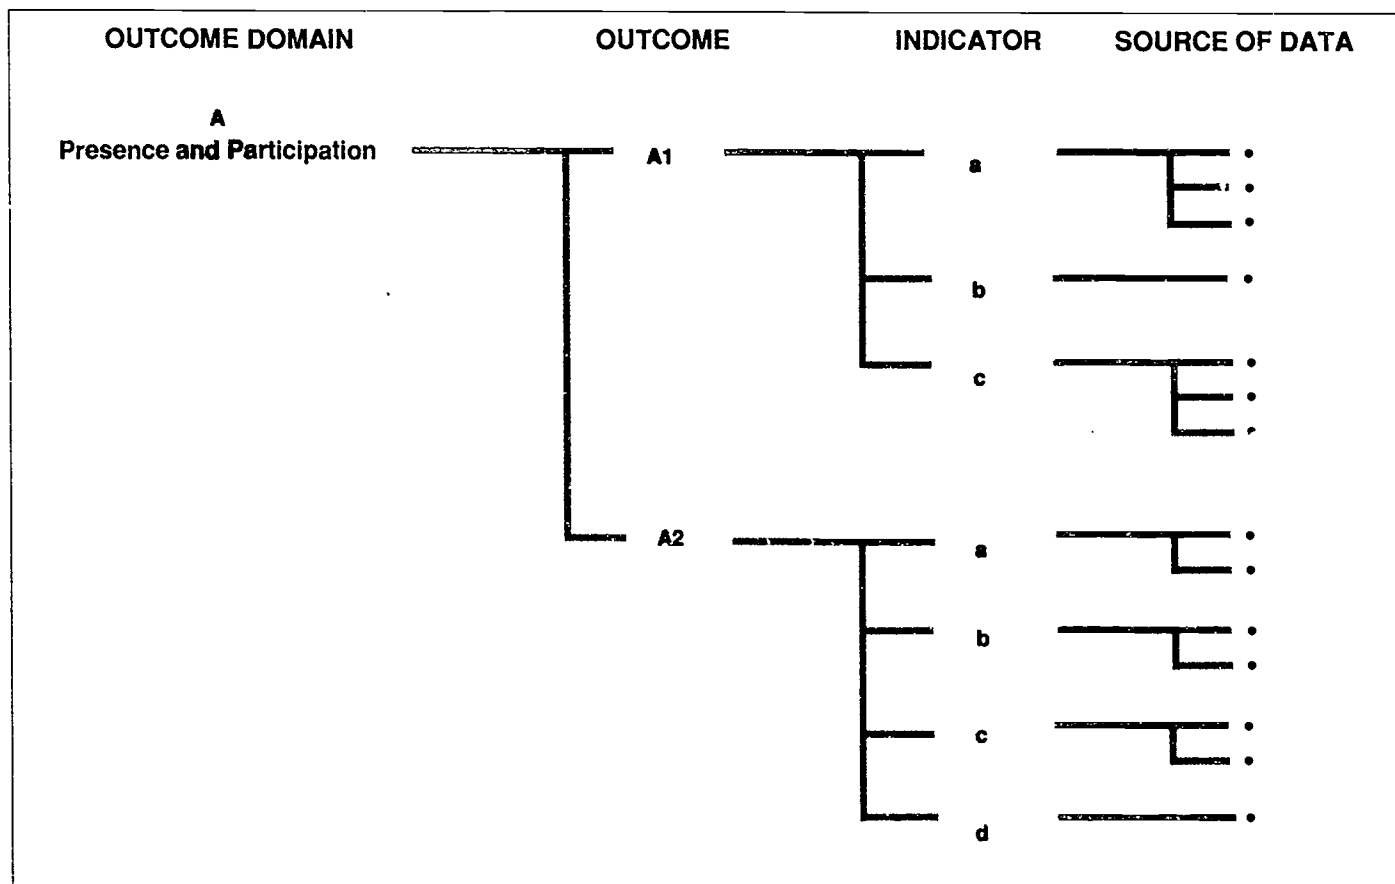 OUTCOME DOMAIN OUTCOME INDICATOR SOURCE OF DATA
A
Presence and Participation A1 a •
•
•
b •
c •
•
•
A2 a •
•
b •
•
c •
•
d •